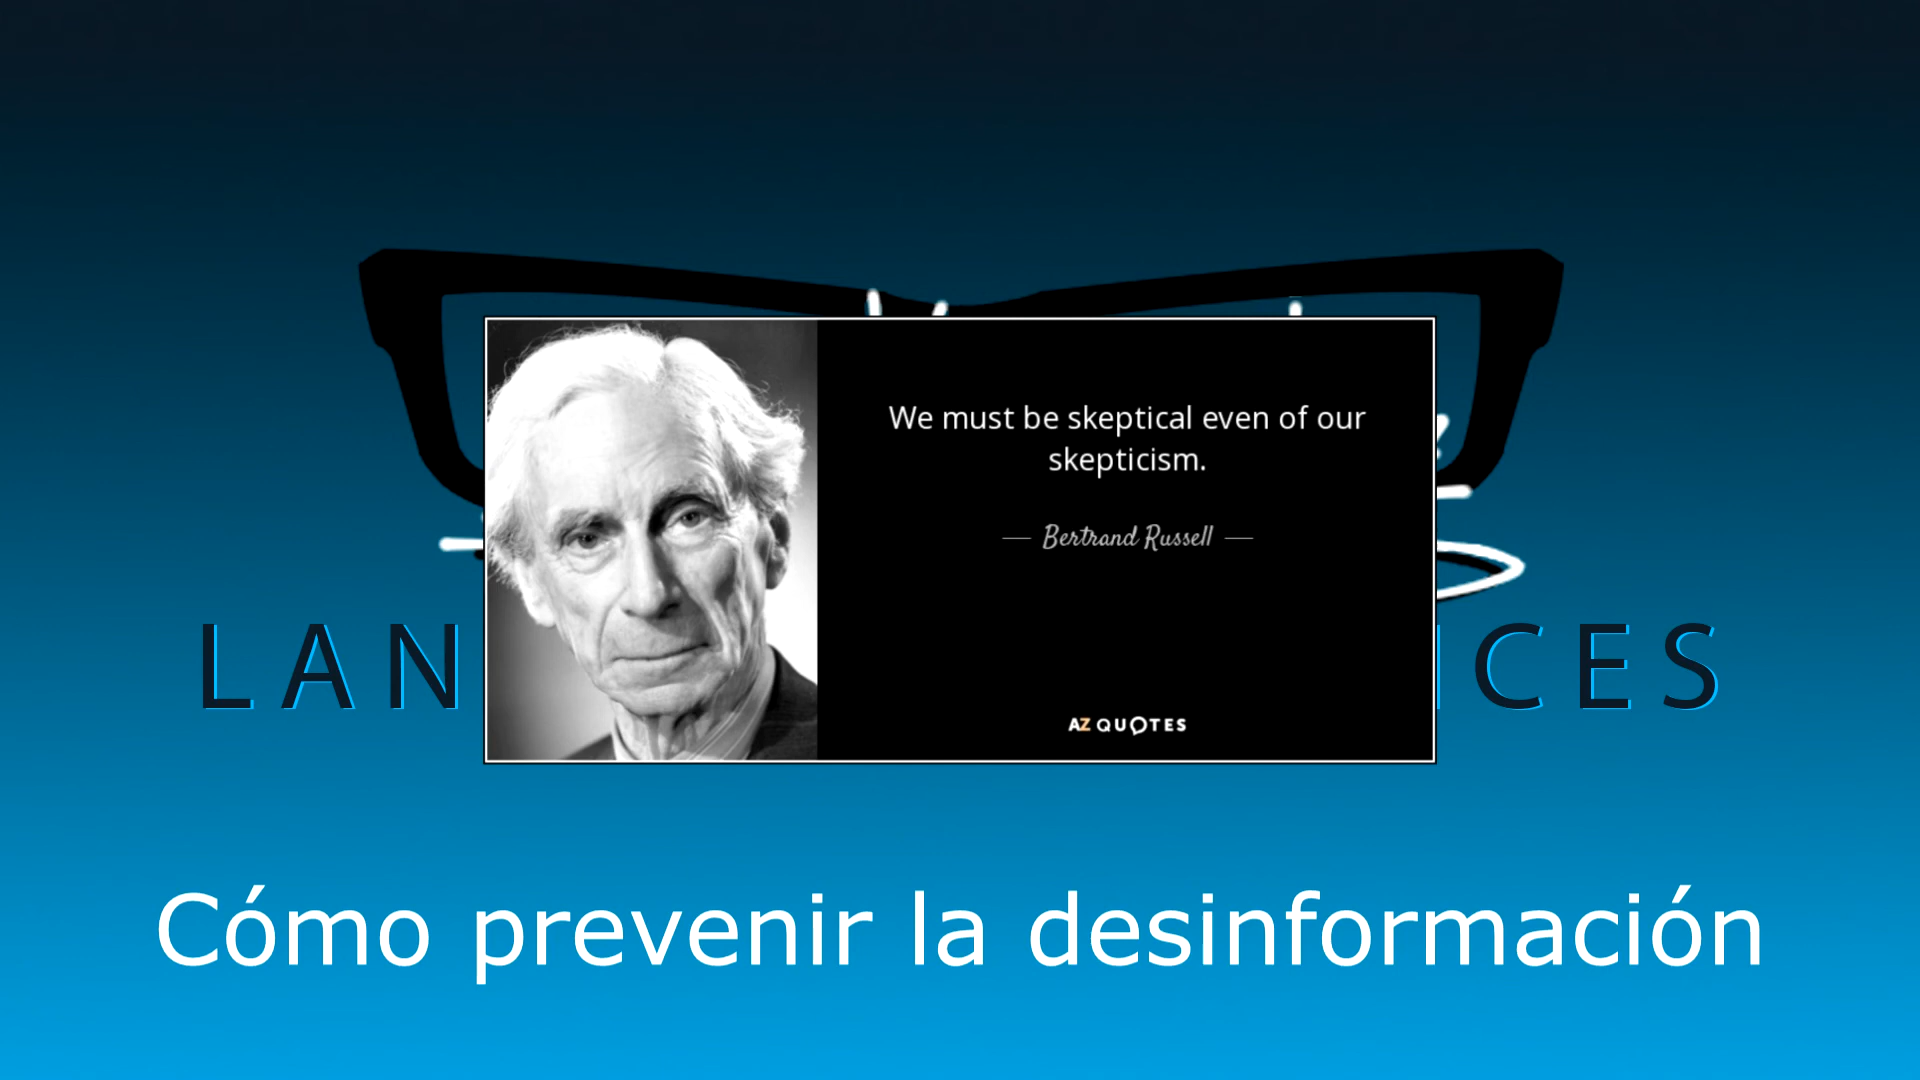 We must be skeptical even of our
skepticism.
Bertrand Russell
AZ QUOTES
LAN CES
Cómo prevenir la desinformación